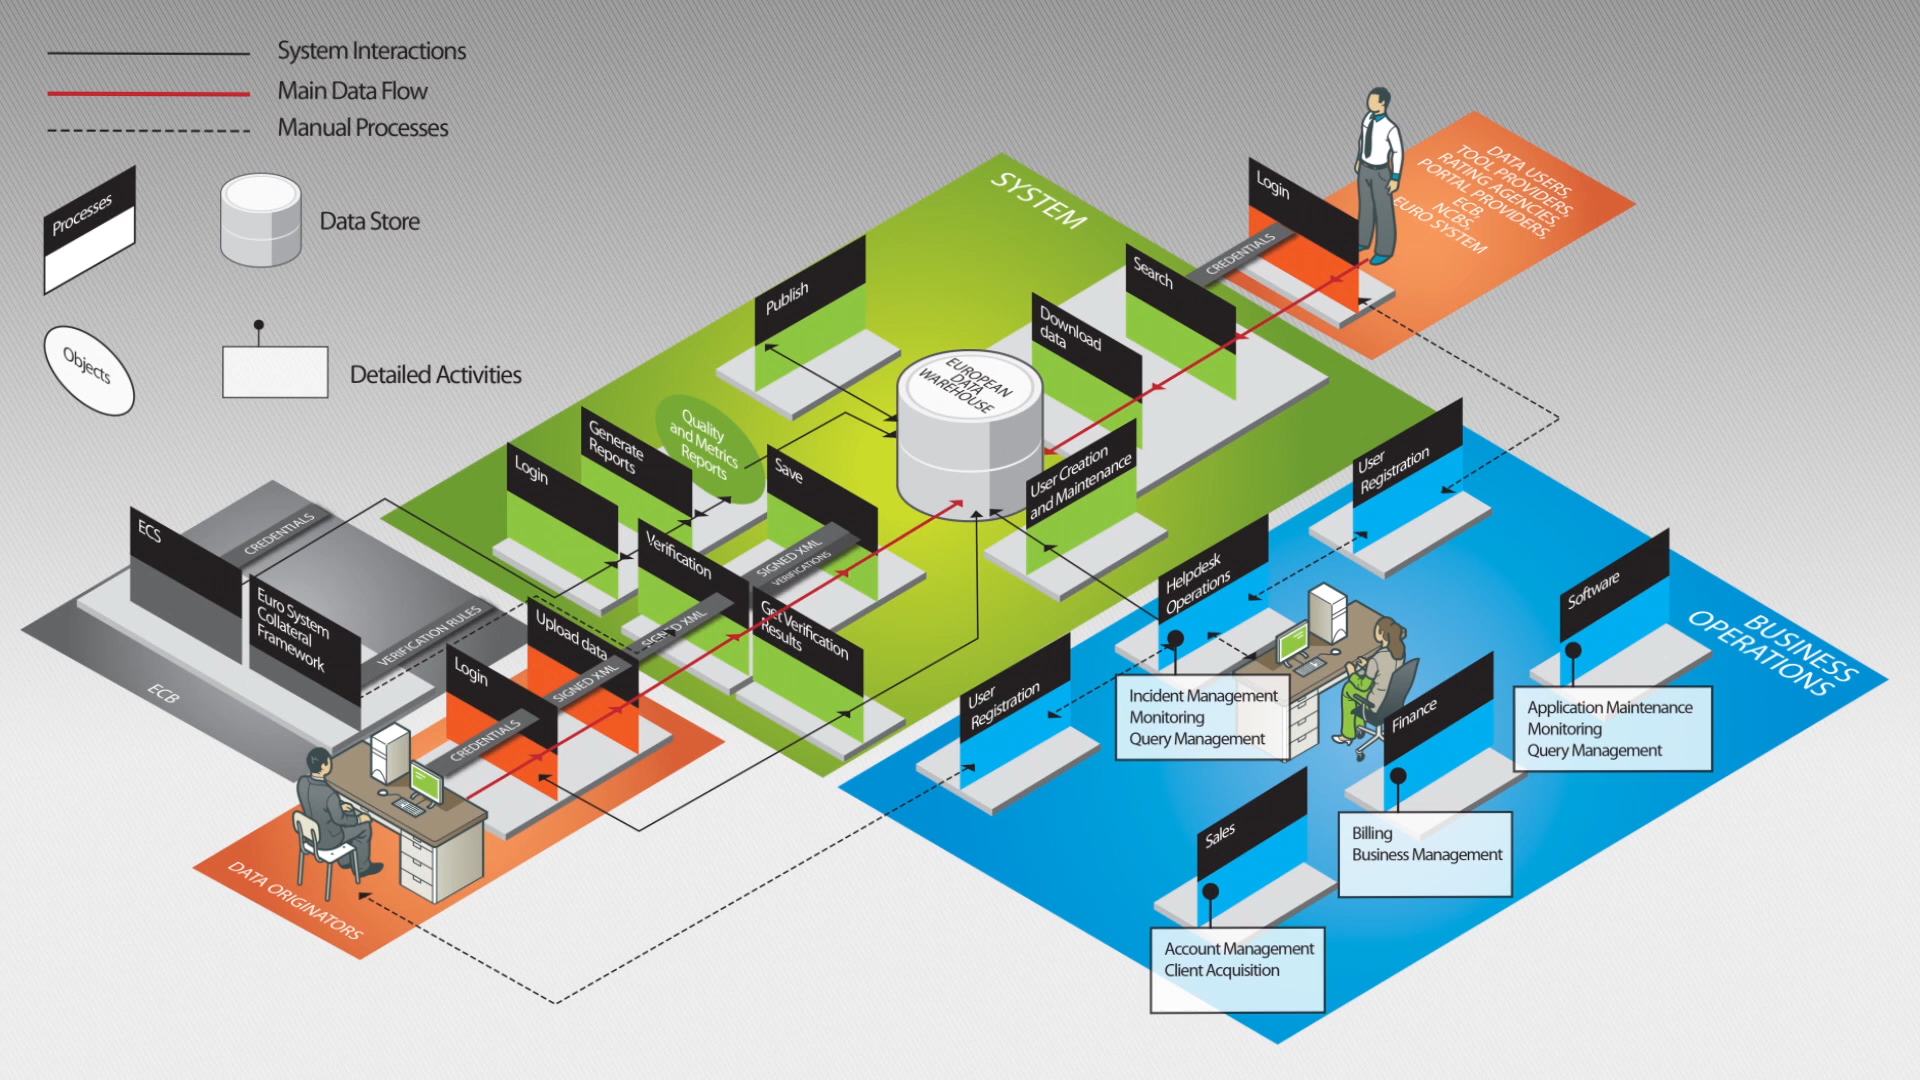 System Interactions
Main Data Flow
Manual Processes
Processes
Data Store
Objects
Detailed Activities
SYSTEM
Login
CREDENTIALS
DATA USERS,
TOOL PROVIDERS,
RATING AGENCIES,
PORTAL PROVIDERS,
ECB,
NCBS,
EURO SYSTEM
Search
Download
data
Publish
EUROPEAN
DATA
WAREHOUSE
Quality
and Metrics
Reports
Generate
Reports
Login
Save
User Creation
and Maintenance
SIGNED XML
VERIFICATIONS
Verification
SIGNED XML
Get Verification
Results
ECS
CREDENTIALS
Euro System
Collateral
Framework
VERIFICATION RULES
ECB
Upload data
SIGNED XML
Login
CREDENTIALS
DATA ORIGINATORS
User
Registration
Helpdesk
Operations
Incident Management
Monitoring
Query Management
User
Registration
Software
Application Maintenance
Monitoring
Query Management
BUSINESS
OPERATIONS
Finance
Billing
Business Management
Sales
Account Management
Client Acquisition